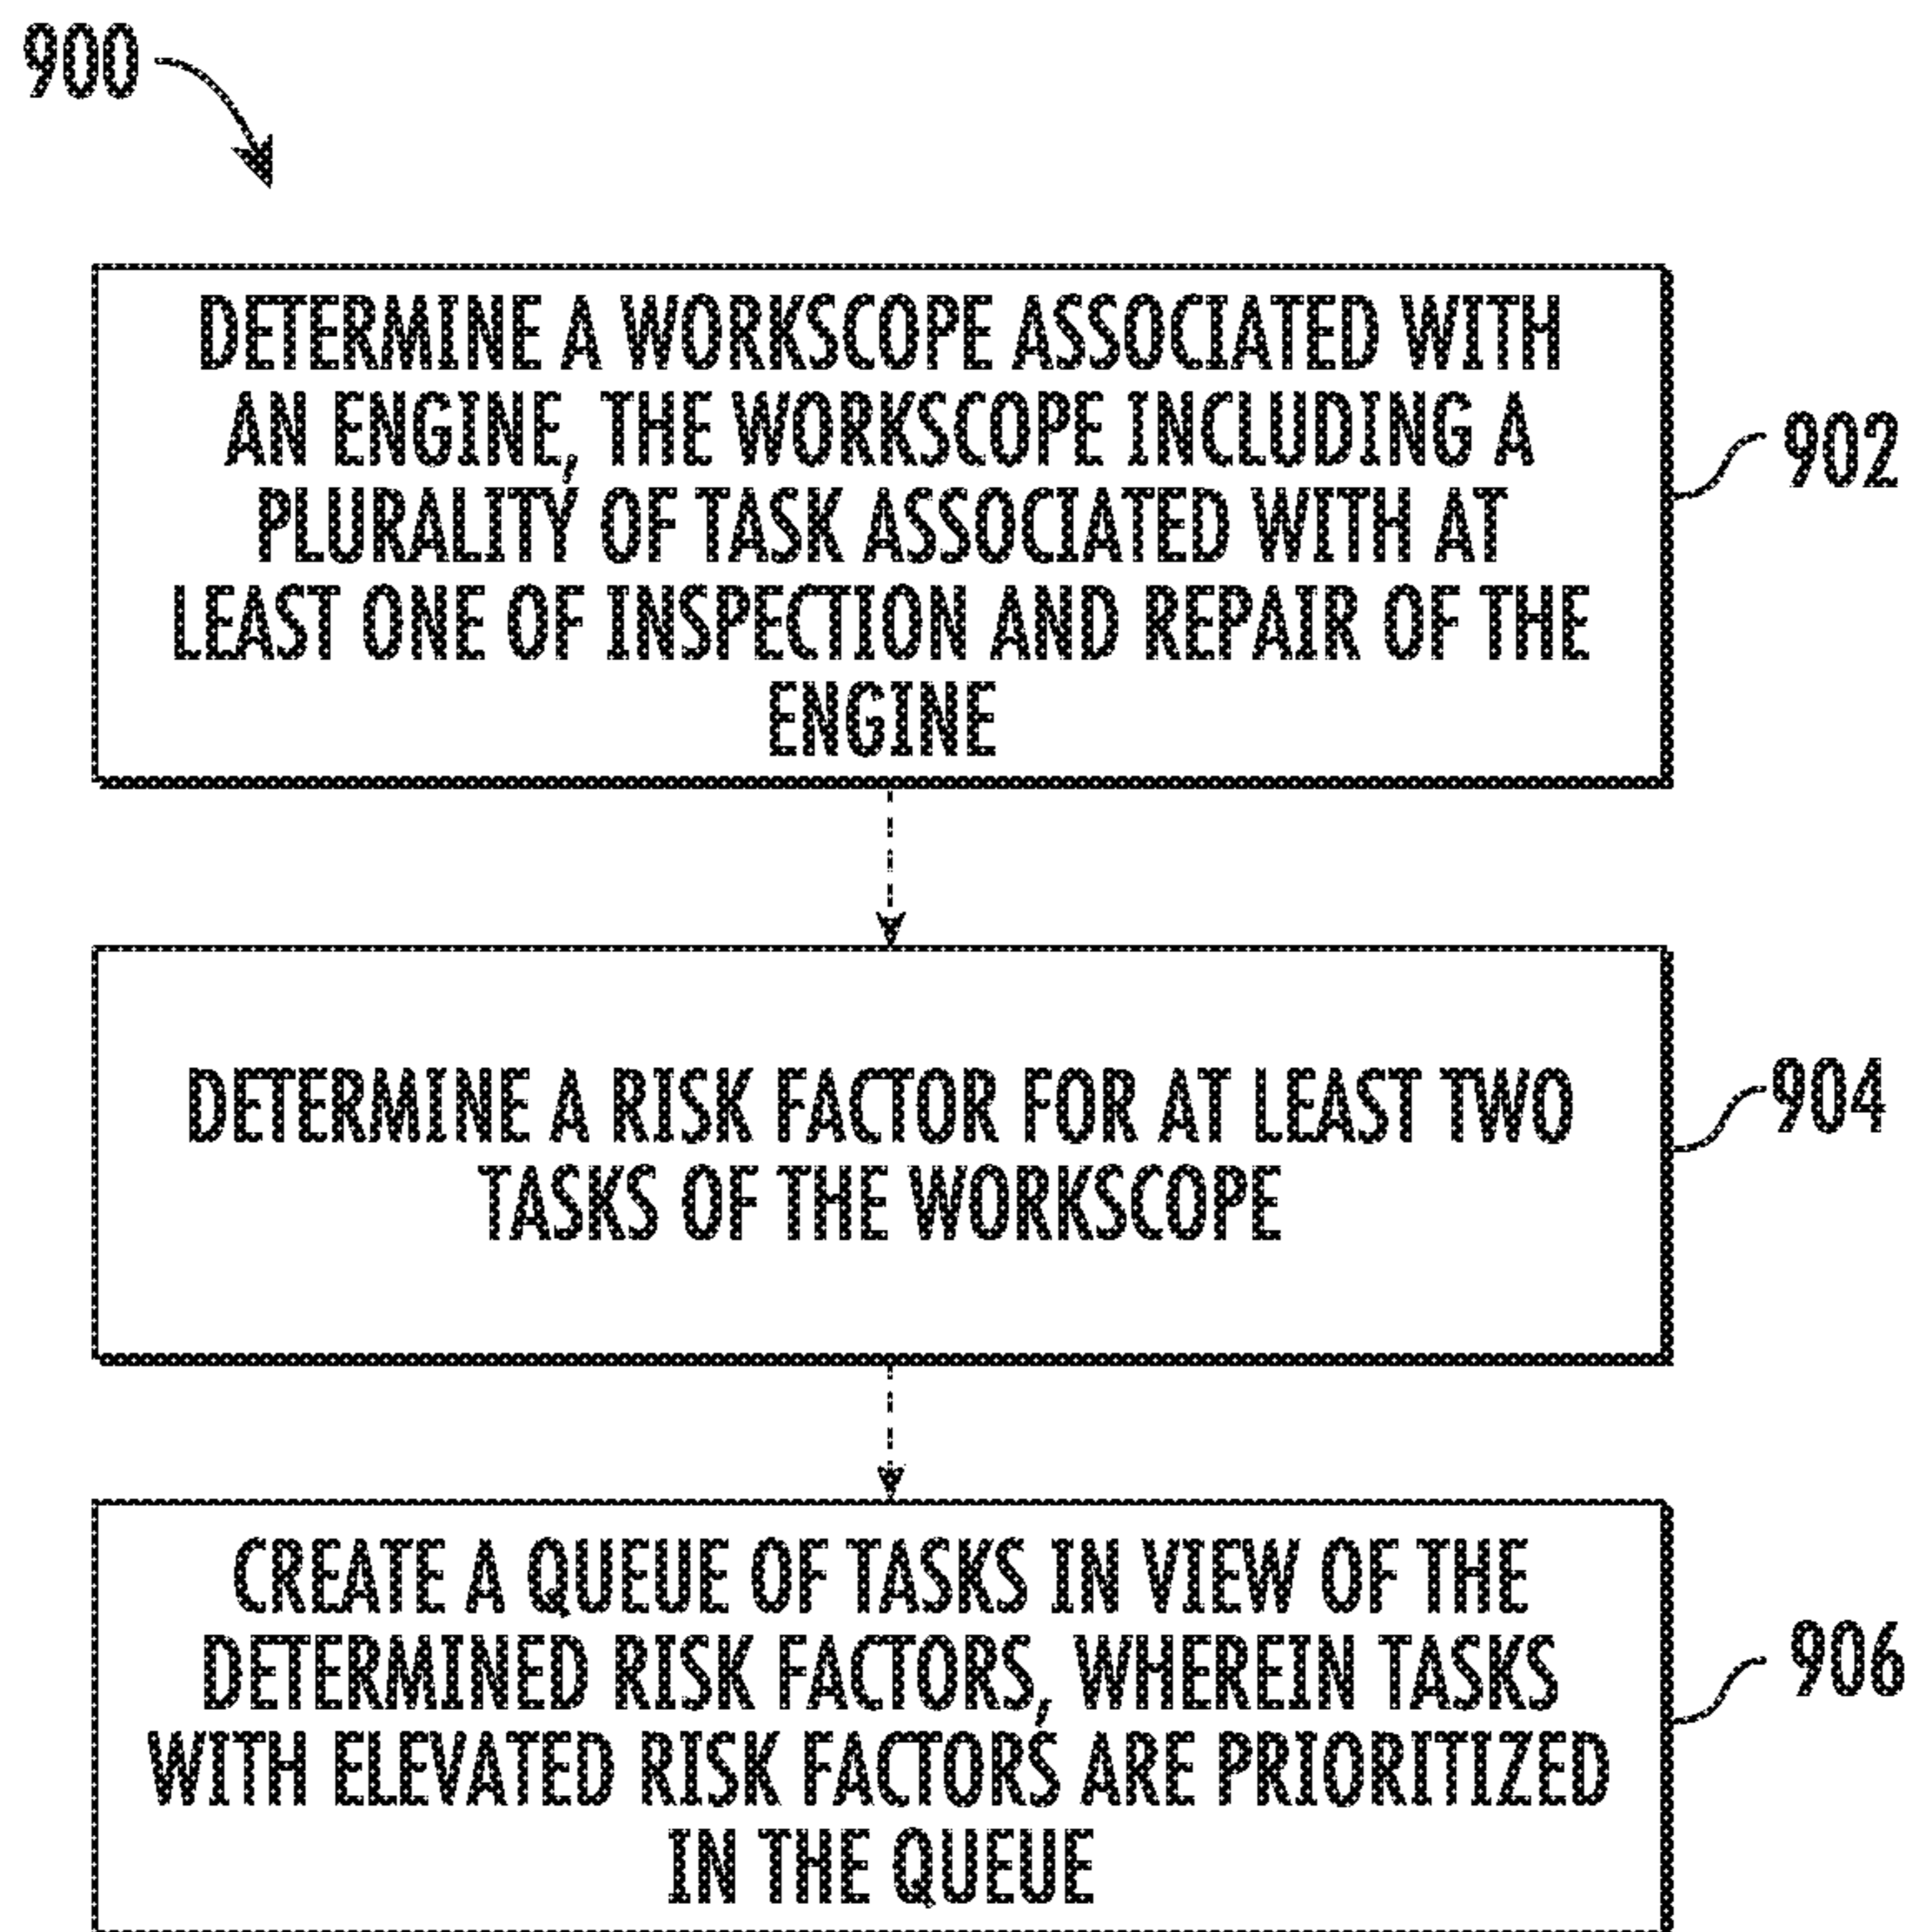 900
DETERMINE A WORKSCOPE ASSOCIATED WITH
AN ENGINE, THE WORKSCOPE INCLUDING A
PLURALITY OF TASK ASSOCIATED WITH AT
LEAST ONE OF INSPECTION AND REPAIR OF THE
ENGINE
902
DETERMINE A RISK FACTOR FOR AT LEAST TWO
TASKS OF THE WORKSCOPE
904
CREATE A QUEUE OF TASKS IN VIEW OF THE
DETERMINED RISK FACTORS, WHEREIN TASKS
WITH ELEVATED RISK FACTORS ARE PRIORITIZED
IN THE QUEUE
906